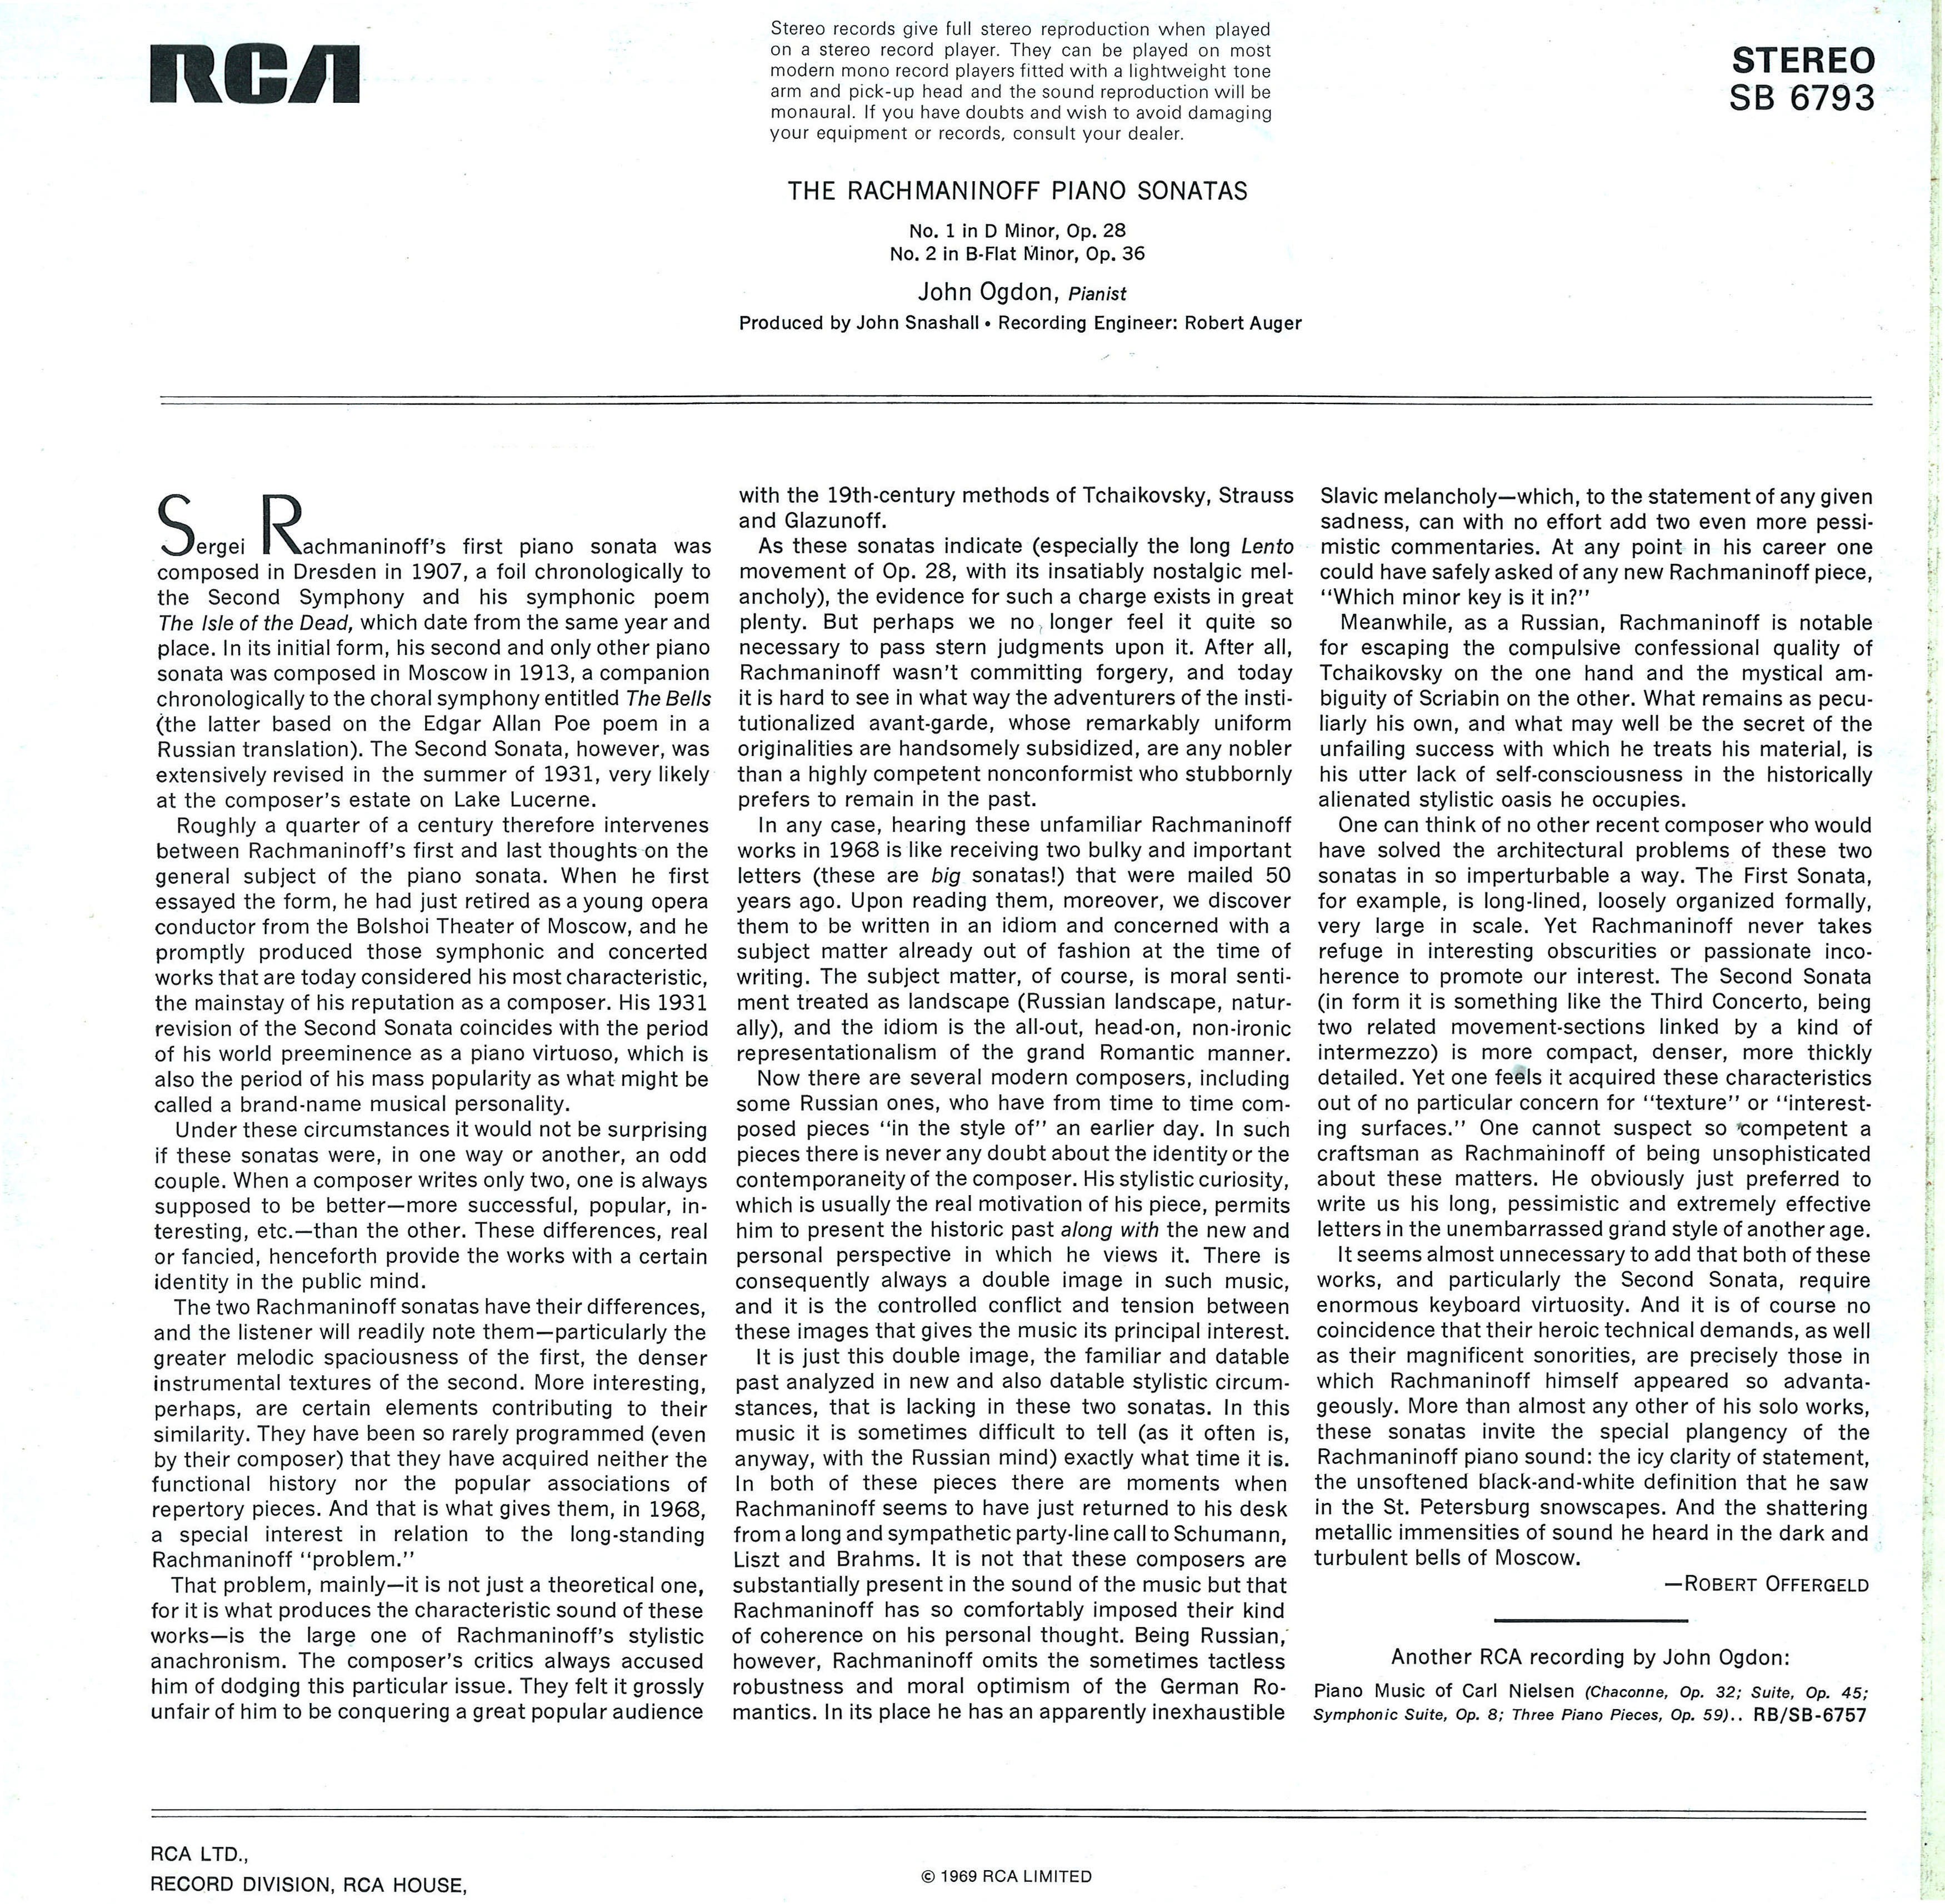 RCA
Stereo records give full stereo reproduction when played
on a stereo record player. They can be played on most
modern mono record players fitted with a lightweight tone
arm and pick-up head and the sound reproduction will be
monaural. If you have doubts and wish to avoid damaging
your equipment or records, consult your dealer.
STEREO
SB 6793
THE RACHMANINOFF PIANO SONATAS
No. 1 in D Minor, Op. 28
No. 2 in B-Flat Minor, Op. 36
John Ogdon, Pianist
Produced by John Snashall • Recording Engineer: Robert Auger
Sergei Rachmaninoff's first piano sonata was
composed in Dresden in 1907, a foil chronologically to
the Second Symphony and his symphonic poem
The Isle of the Dead, which date from the same year and
place. In its initial form, his second and only other piano
sonata was composed in Moscow in 1913, a companion
chronologically to the choral symphony entitled The Bells
(the latter based on the Edgar Allan Poe poem in a
Russian translation). The Second Sonata, however, was
extensively revised in the summer of 1931, very likely
at the composer's estate on Lake Lucerne.
Roughly a quarter of a century therefore intervenes
between Rachmaninoff's first and last thoughts on the
general subject of the piano sonata. When he first
essayed the form, he had just retired as a young opera
conductor from the Bolshoi Theater of Moscow, and he
promptly produced those symphonic and concerted
works that are today considered his most characteristic,
the mainstay of his reputation as a composer. His 1931
revision of the Second Sonata coincides with the period
of his world preeminence as a piano virtuoso, which is
also the period of his mass popularity as what might be
called a brand-name musical personality.
Under these circumstances it would not be surprising
if these sonatas were, in one way or another, an odd
couple. When a composer writes only two, one is always
supposed to be better—more successful, popular, in-
teresting, etc.—than the other. These differences, real
or fancied, henceforth provide the works with a certain
identity in the public mind.
The two Rachmaninoff sonatas have their differences,
and the listener will readily note them—particularly the
greater melodic spaciousness of the first, the denser
instrumental textures of the second. More interesting,
perhaps, are certain elements contributing to their
similarity. They have been so rarely programmed (even
by their composer) that they have acquired neither the
functional history nor the popular associations of
repertory pieces. And that is what gives them, in 1968,
a special interest in relation to the long-standing
Rachmaninoff "problem."
That problem, mainly—it is not just a theoretical one,
for it is what produces the characteristic sound of these
works—is the large one of Rachmaninoff's stylistic
anachronism. The composer's critics always accused
him of dodging this particular issue. They felt it grossly
unfair of him to be conquering a great popular audience
with the 19th-century methods of Tchaikovsky, Strauss
and Glazunoff.
As these sonatas indicate (especially the long Lento
movement of Op. 28, with its insatiably nostalgic mel-
ancholy), the evidence for such a charge exists in great
plenty. But perhaps we no longer feel it quite so
necessary to pass stern judgments upon it. After all,
Rachmaninoff wasn't committing forgery, and today
it is hard to see in what way the adventurers of the insti-
tutionalized avant-garde, whose remarkably uniform
originalities are handsomely subsidized, are any nobler
than a highly competent nonconformist who stubbornly
prefers to remain in the past.
In any case, hearing these unfamiliar Rachmaninoff
works in 1968 is like receiving two bulky and important
letters (these are big sonatas!) that were mailed 50
years ago. Upon reading them, moreover, we discover
them to be written in an idiom and concerned with a
subject matter already out of fashion at the time of
writing. The subject matter, of course, is moral senti-
ment treated as landscape (Russian landscape, natur-
ally), and the idiom is the all-out, head-on, non-ironic
representationalism of the grand Romantic manner.
Now there are several modern composers, including
some Russian ones, who have from time to time com-
posed pieces "in the style of" an earlier day. In such
pieces there is never any doubt about the identity or the
contemporaneity of the composer. His stylistic curiosity,
which is usually the real motivation of his piece, permits
him to present the historic past along with the new and
personal perspective in which he views it. There is
consequently always a double image in such music,
and it is the controlled conflict and tension between
these images that gives the music its principal interest.
It is just this double image, the familiar and datable
past analyzed in new and also datable stylistic circum-
stances, that is lacking in these two sonatas. In this
music it is sometimes difficult to tell (as it often is,
anyway, with the Russian mind) exactly what time it is.
In both of these pieces there are moments when
Rachmaninoff seems to have just returned to his desk
from a long and sympathetic party-line call to Schumann,
Liszt and Brahms. It is not that these composers are
substantially present in the sound of the music but that
Rachmaninoff has so comfortably imposed their kind
of coherence on his personal thought. Being Russian,
however, Rachmaninoff omits the sometimes tactless
robustness and moral optimism of the German Ro-
mantics. In its place he has an apparently inexhaustible
Slavic melancholy—which, to the statement of any given
sadness, can with no effort add two even more pessi-
mistic commentaries. At any point in his career one
could have safely asked of any new Rachmaninoff piece,
"Which minor key is it in?"
Meanwhile, as a Russian, Rachmaninoff is notable
for escaping the compulsive confessional quality of
Tchaikovsky on the one hand and the mystical am-
biguity of Scriabin on the other. What remains as pecu-
liarly his own, and what may well be the secret of the
unfailing success with which he treats his material, is
his utter lack of self-consciousness in the historically
alienated stylistic oasis he occupies.
One can think of no other recent composer who would
have solved the architectural problems of these two
sonatas in so imperturbable a way. The First Sonata,
for example, is long-lined, loosely organized formally,
very large in scale. Yet Rachmaninoff never takes
refuge in interesting obscurities or passionate inco-
herence to promote our interest. The Second Sonata
(in form it is something like the Third Concerto, being
two related movement-sections linked by a kind of
intermezzo) is more compact, denser, more thickly
detailed. Yet one feels it acquired these characteristics
out of no particular concern for "texture" or "interest-
ing surfaces." One cannot suspect so competent a
craftsman as Rachmaninoff of being unsophisticated
about these matters. He obviously just preferred to
write us his long, pessimistic and extremely effective
letters in the unembarrassed grand style of another age.
It seems almost unnecessary to add that both of these
works, and particularly the Second Sonata, require
enormous keyboard virtuosity. And it is of course no
coincidence that their heroic technical demands, as well
as their magnificent sonorities, are precisely those in
which Rachmaninoff himself appeared so advanta-
geously. More than almost any other of his solo works,
these sonatas invite the special plangency of the
Rachmaninoff piano sound: the icy clarity of statement,
the unsoftened black-and-white definition that he saw
in the St. Petersburg snowscapes. And the shattering
metallic immensities of sound he heard in the dark and
turbulent bells of Moscow.
—ROBERT OFFERGELD
Another RCA recording by John Ogdon:
Piano Music of Carl Nielsen (Chaconne, Op. 32; Suite, Op. 45;
Symphonic Suite, Op. 8; Three Piano Pieces, Op. 59).. RB/SB-6757
RCA LTD.,
RECORD DIVISION, RCA HOUSE,
© 1969 RCA LIMITED